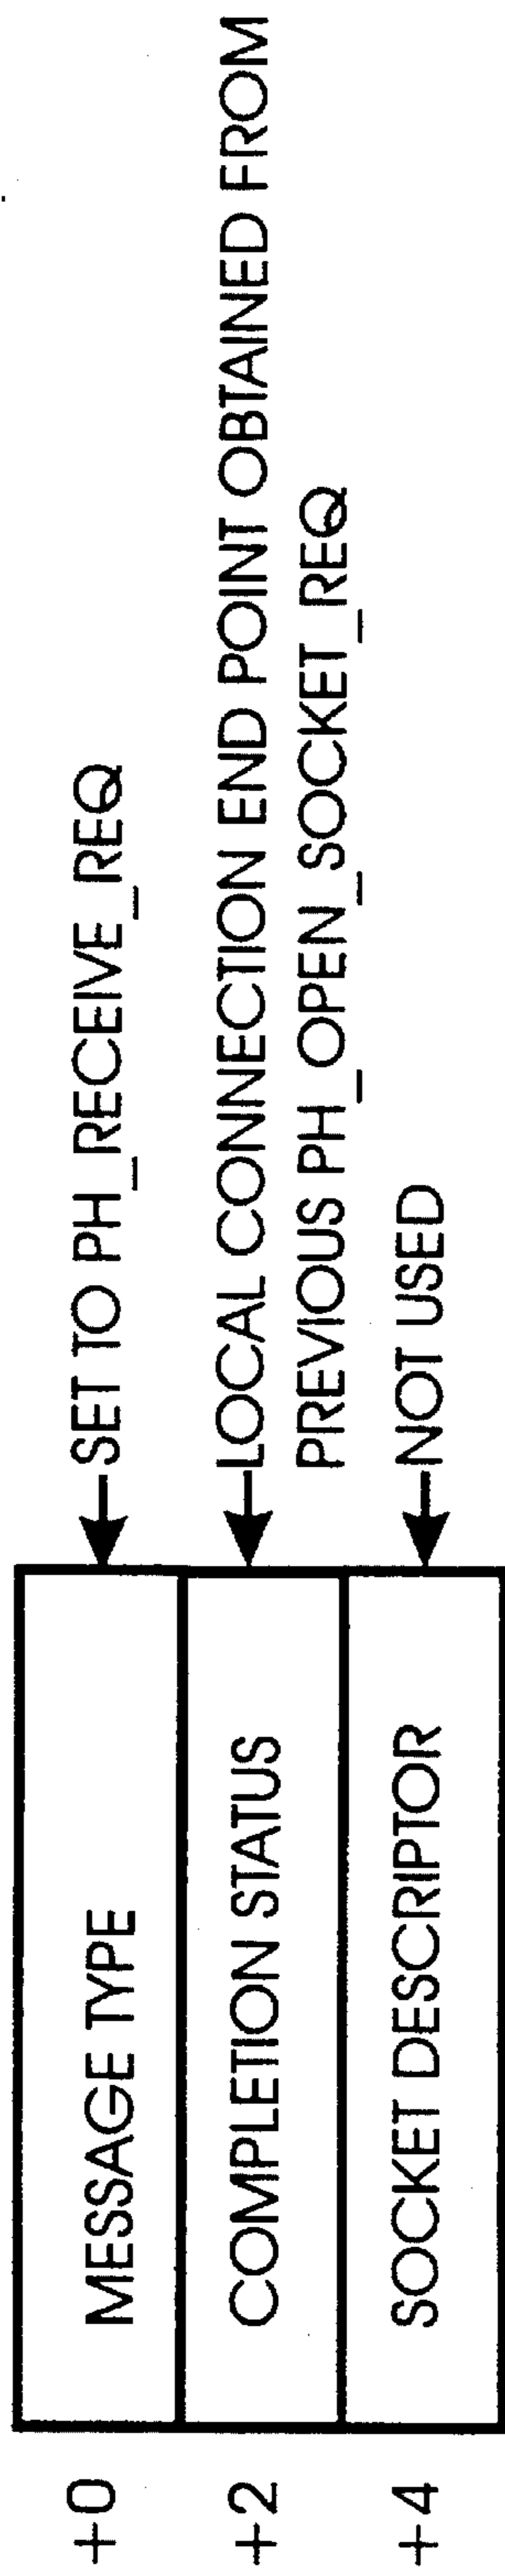 +0 MESSAGE TYPE SET TO PH_RECEIVE_REQ
+2 COMPLETION STATUS LOCAL CONNECTION END POINT OBTAINED FROM
PREVIOUS PH_OPEN_SOCKET_REQ
+4 SOCKET DESCRIPTOR NOT USED